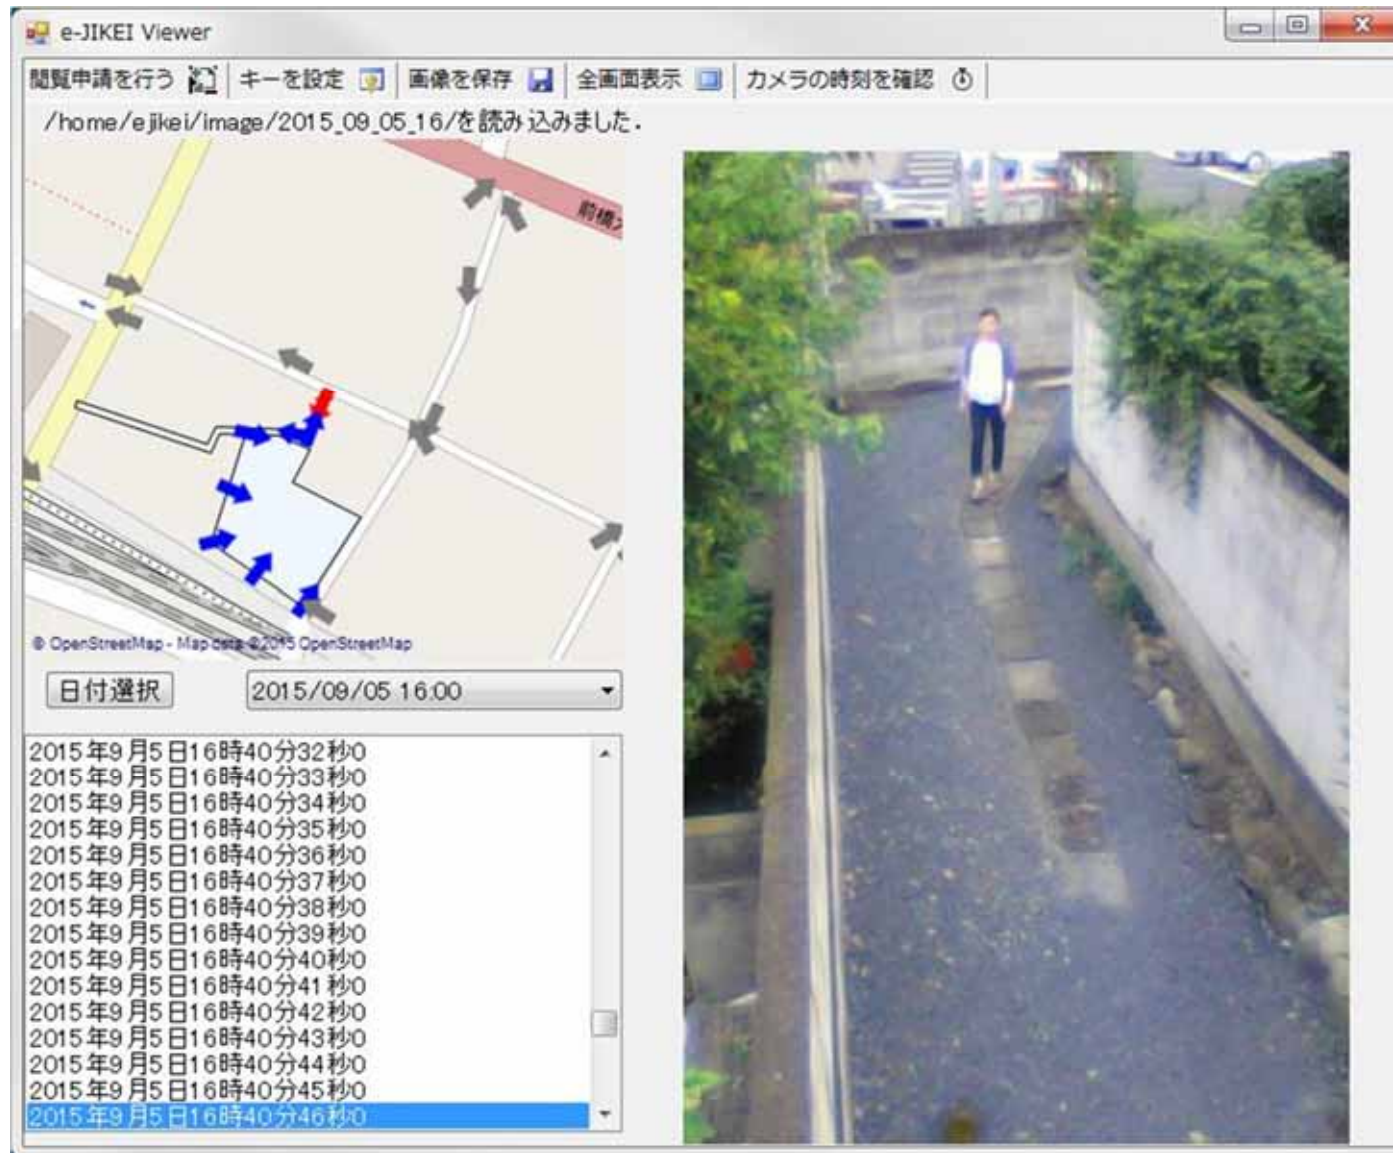 e-JIKEI Viewer
閲覧申請を行う キーを設定 画像を保存 全画面表示 カメラの時刻を確認
/home/ejikei/image/2015_09_05_16/を読み込みました.
前橋
© OpenStreetMap - Map data ©2015 OpenStreetMap
日付選択 2015/09/05 16:00
2015年9月5日16時40分32秒0
2015年9月5日16時40分33秒0
2015年9月5日16時40分34秒0
2015年9月5日16時40分35秒0
2015年9月5日16時40分36秒0
2015年9月5日16時40分37秒0
2015年9月5日16時40分38秒0
2015年9月5日16時40分39秒0
2015年9月5日16時40分40秒0
2015年9月5日16時40分41秒0
2015年9月5日16時40分42秒0
2015年9月5日16時40分43秒0
2015年9月5日16時40分44秒0
2015年9月5日16時40分45秒0
2015年9月5日16時40分46秒0